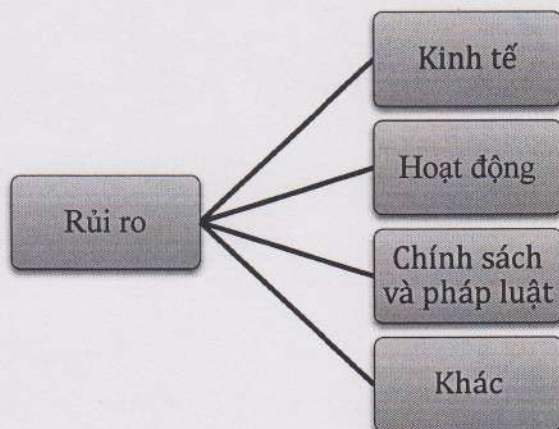 Rủi ro
Kinh tế
Hoạt động
Chính sách
và pháp luật
Khác